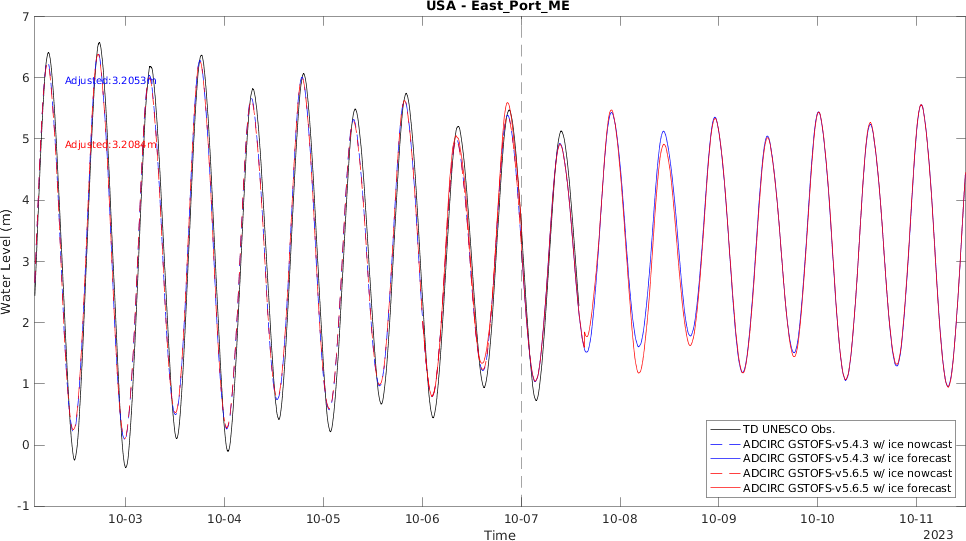 USA - East_Port_ME
7
6
5
4
3
2
1
0
-1
Water Level (m)
Adjusted:3.2053m
Adjusted:3.2084m
TD UNESCO Obs.
ADCIRC GSTOFS-v5.4.3 w/ ice nowcast
ADCIRC GSTOFS-v5.4.3 w/ ice forecast
ADCIRC GSTOFS-v5.6.5 w/ ice nowcast
ADCIRC GSTOFS-v5.6.5 w/ ice forecast
10-03 10-04 10-05 10-06 10-07 10-08 10-09 10-10 10-11
Time
2023